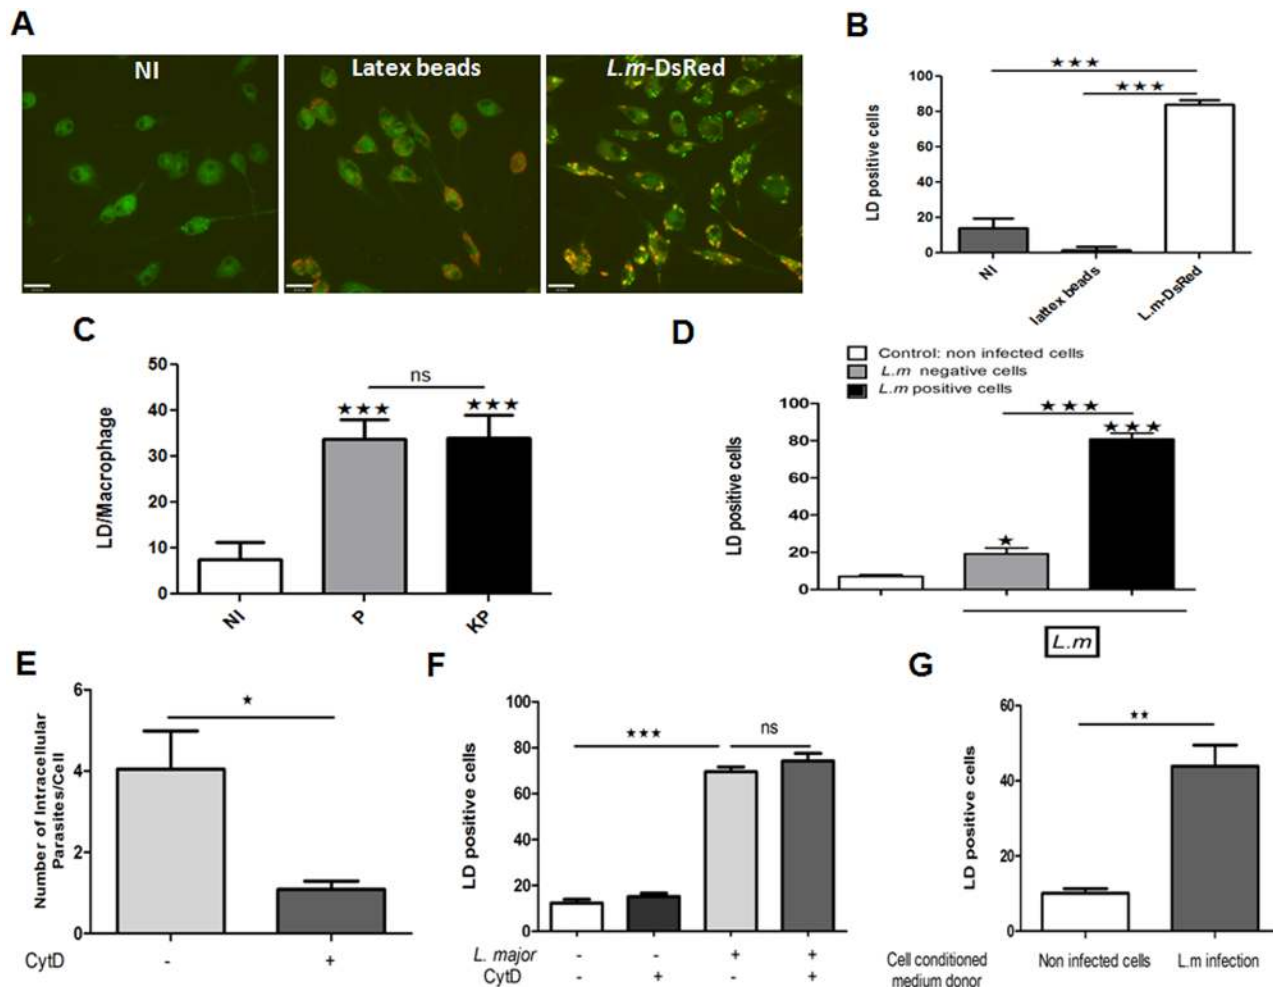 A
B
NI
Latex beads
L.m-DsRed
LD positive cells
100
80
60
40
20
0
★★★
★★★
NI
lattex beads
L.m-DsRed
C
LD/Macrophage
50
40
30
20
10
0
ns
★★★
★★★
NI
P
KP
D
Control: non infected cells
L.m negative cells
L.m positive cells
LD positive cells
100
80
60
40
20
0
★★★
★★★
★
L.m
E
Number of Intracellular
Parasites/Cell
6
4
2
0
★
CytD - +
F
LD positive cells
100
80
60
40
20
0
★★★
ns
L. major - - + +
CytD - + - +
G
LD positive cells
60
40
20
0
★★
Cell conditioned
medium donor
Non infected cells
L.m infection